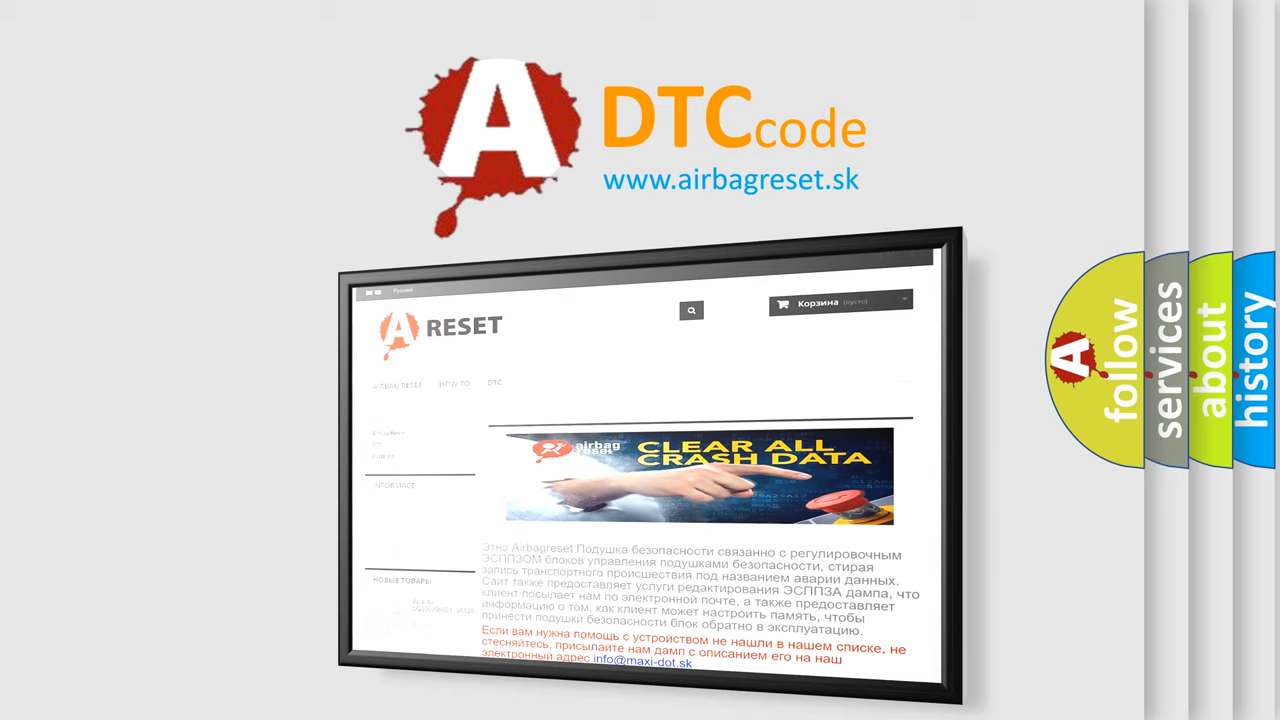 A DTCcode
www.airbagreset.sk
Русский
A RESET
Корзина (пусто)
AIRBAG RESET HOW TO DTC
INFORMACE
airbag
reset
CLEAR ALL
CRASH DATA
Этно Airbagreset Подушка безопасности связанно с регулировочным
ЭСППЗОМ блоков управления подушками безопасности, стирая
запись транспортного происшествия под названием аварии данных.
Сайт также предоставляет услуги редактирования ЭСППЗА дампа, что
клиент посылает нам по электронной почте, а также предоставляет
информацию о том, как клиент может настроить память, чтобы
принести подушки безопасности блок обратно в эксплуатацию.
Если вам нужна помощь с устройством не нашли в нашем списке, не
стесняйтесь, присылайте нам дамп с описанием его на наш
электронный адрес info@maxi-dot.sk
НОВЫЕ ТОВАРЫ
A follow
services
about
history